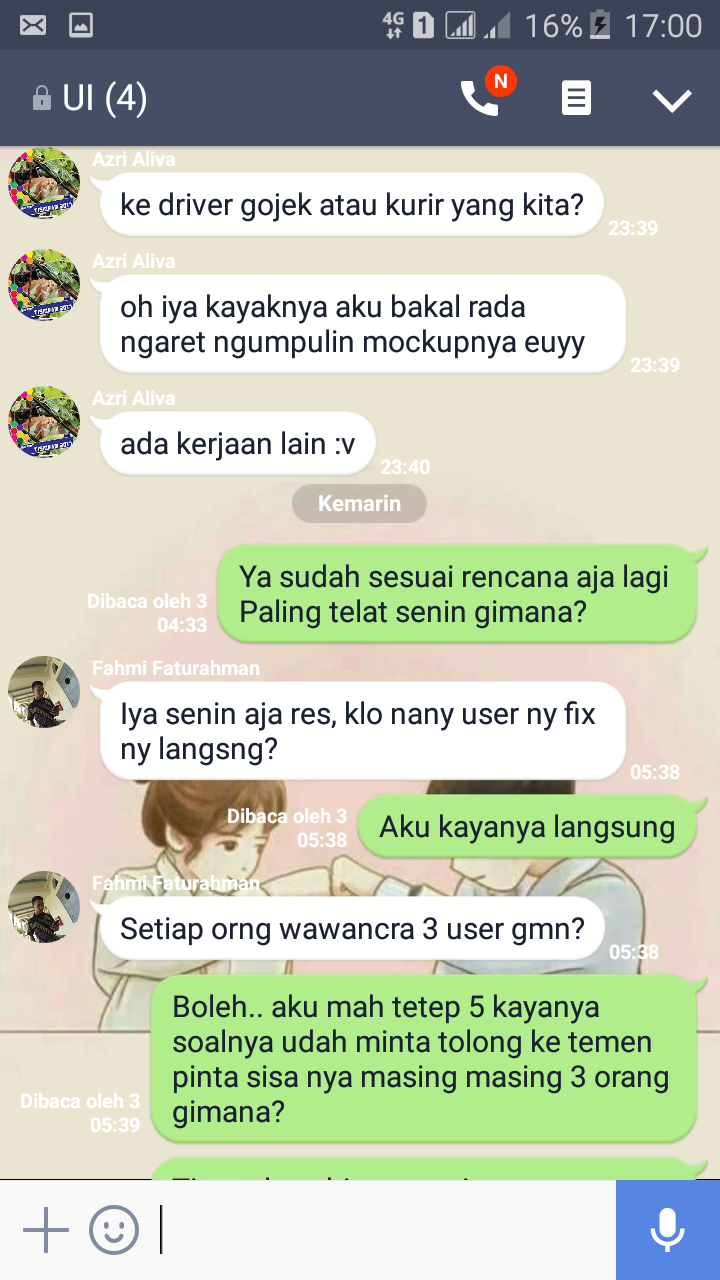 4G 1 16% 17:00
UI (4)
N
Azri Aliva
ke driver gojek atau kurir yang kita?
23:39
Azri Aliva
oh iya kayaknya aku bakal rada
ngaret ngumpulin mockupnya euyy
23:39
Azri Aliva
ada kerjaan lain :v
23:40
Kemarin
Ya sudah sesuai rencana aja lagi
Paling telat senin gimana?
Dibaca oleh 3
04:33
Fahmi Faturahman
Iya senin aja res, klo nany user ny fix
ny langsng?
05:38
Aku kayanya langsung
Dibaca oleh 3
05:38
Fahmi Faturahman
Setiap orng wawancra 3 user gmn?
05:38
Boleh.. aku mah tetep 5 kayanya
soalnya udah minta tolong ke temen
pinta sisa nya masing masing 3 orang
gimana?
Dibaca oleh 3
05:39